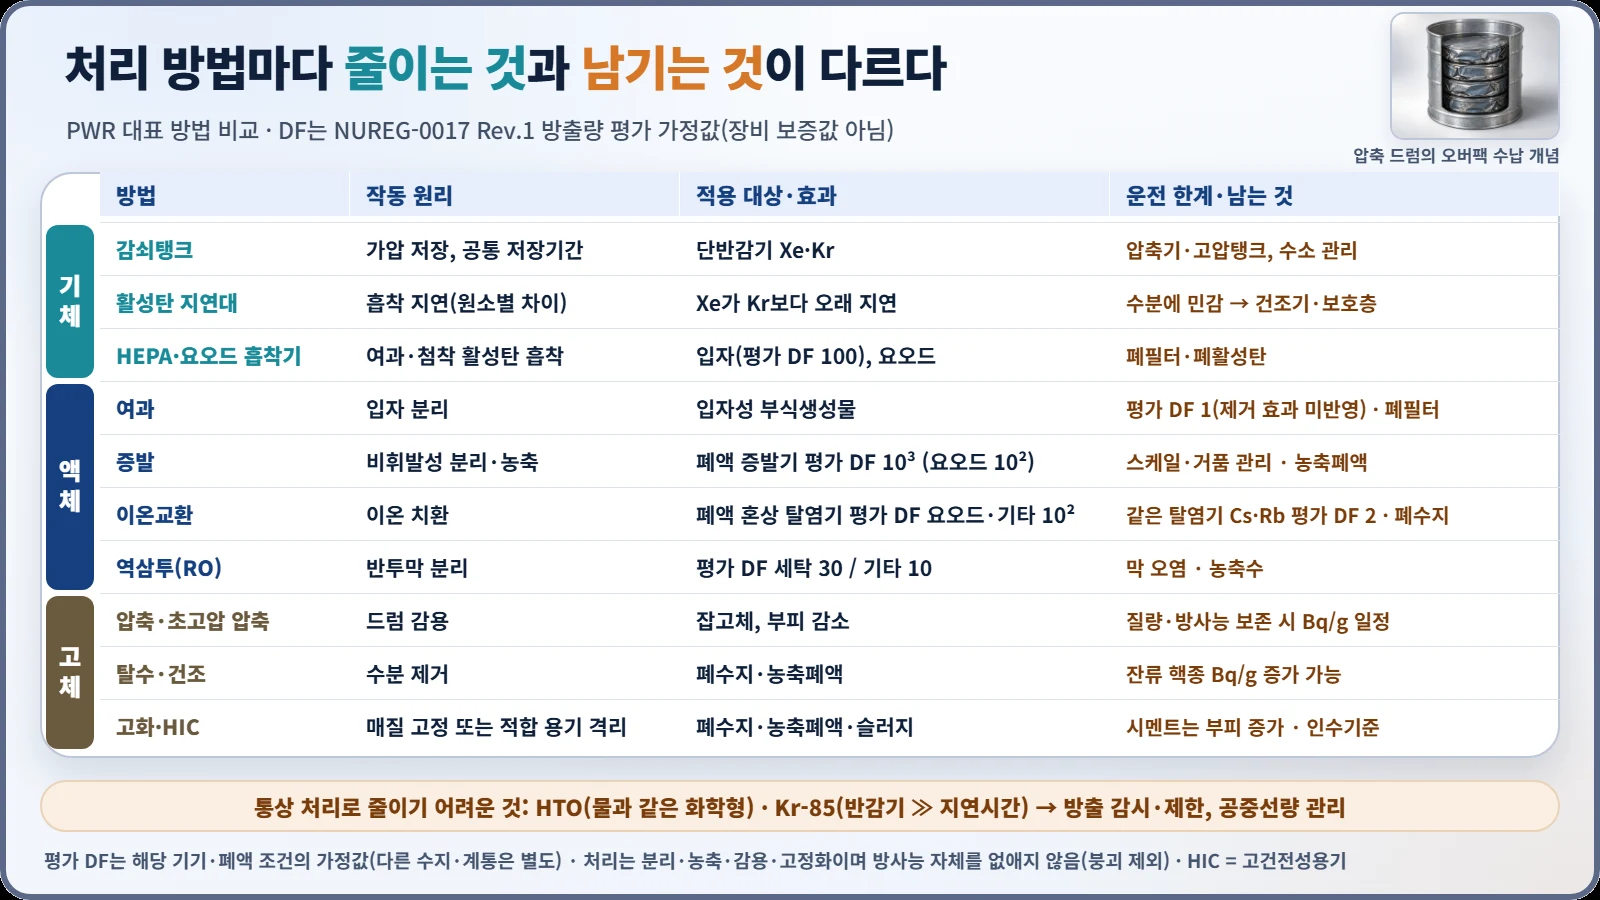 처리 방법마다 줄이는 것과 남기는 것이 다르다
PWR 대표 방법 비교 · DF는 NUREG-0017 Rev.1 방출량 평가 가정값(장비 보증값 아님)
압축 드럼의 오버팩 수납 개념
방법 작동 원리 적용 대상·효과 운전 한계·남는 것
기체
감쇠탱크 가압 저장, 공통 저장기간 단반감기 Xe·Kr 압축기·고압탱크, 수소 관리
활성탄 지연대 흡착 지연(원소별 차이) Xe가 Kr보다 오래 지연 수분에 민감 → 건조기·보호층
HEPA·요오드 흡착기 여과·첨착 활성탄 흡착 입자(평가 DF 100), 요오드 폐필터·폐활성탄
액체
여과 입자 분리 입자성 부식생성물 평가 DF 1(제거 효과 미반영) · 폐필터
증발 비휘발성 분리·농축 폐액 증발기 평가 DF 10³ (요오드 10²) 스케일·거품 관리 · 농축폐액
이온교환 이온 치환 폐액 혼상 탈염기 평가 DF 요오드·기타 10² 같은 탈염기 Cs·Rb 평가 DF 2 · 폐수지
역삼투(RO) 반투막 분리 평가 DF 세탁 30 / 기타 10 막 오염 · 농축수
고체
압축·초고압 압축 드럼 감용 잡고체, 부피 감소 질량·방사능 보존 시 Bq/g 일정
탈수·건조 수분 제거 폐수지·농축폐액 잔류 핵종 Bq/g 증가 가능
고화·HIC 매질 고정 또는 적합 용기 격리 폐수지·농축폐액·슬러지 시멘트는 부피 증가 · 인수기준
통상 처리로 줄이기 어려운 것: HTO(물과 같은 화학형) · Kr-85(반감기 ≫ 지연시간) → 방출 감시·제한, 공중선량 관리
평가 DF는 해당 기기·폐액 조건의 가정값(다른 수지·계통은 별도) · 처리는 분리·농축·감용·고정화이며 방사능 자체를 없애지 않음(붕괴 제외) · HIC = 고건전성용기